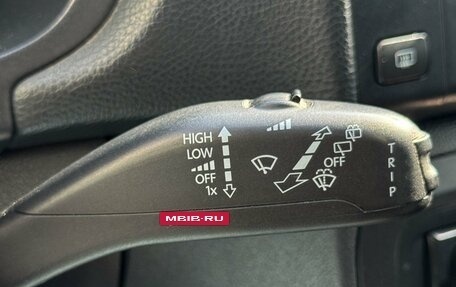 HIGH
LOW
OFF
1x
OFF
TRIP
MBIB-RU